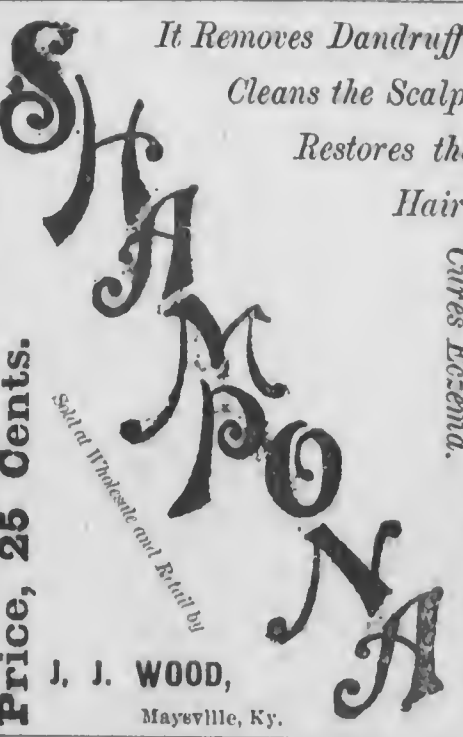 It Removes Dandruff
Cleans the Scalp
Restores the
Hair
Cures Eczema.
SHAMPONA
Price, 25 Cents.
Sold at Wholesale and Retail by
J. J. WOOD,
Maysville, Ky.